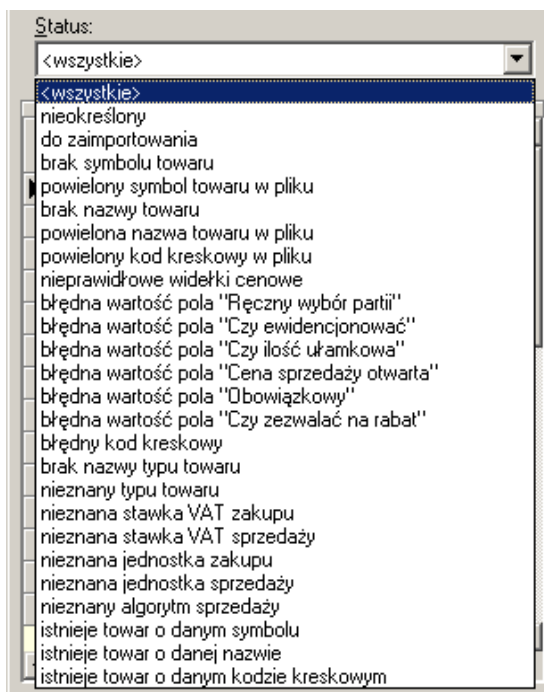 Status:
<wszystkie>
<wszystkie>
nieokreślony
do zaimportowania
brak symbolu towaru
powielony symbol towaru w pliku
brak nazwy towaru
powielona nazwa towaru w pliku
powielony kod kreskowy w pliku
nieprawidłowe widełki cenowe
błędna wartość pola "Ręczny wybór partii"
błędna wartość pola "Czy ewidencjonować"
błędna wartość pola "Czy ilość ułamkowa"
błędna wartość pola "Cena sprzedaży otwarta"
błędna wartość pola "Obowiązkowy"
błędna wartość pola "Czy zezwalać na rabat"
błędny kod kreskowy
brak nazwy typu towaru
nieznany typu towaru
nieznana stawka VAT zakupu
nieznana stawka VAT sprzedaży
nieznana jednostka zakupu
nieznana jednostka sprzedaży
nieznany algorytm sprzedaży
istnieje towar o danym symbolu
istnieje towar o danej nazwie
istnieje towar o danym kodzie kreskowym